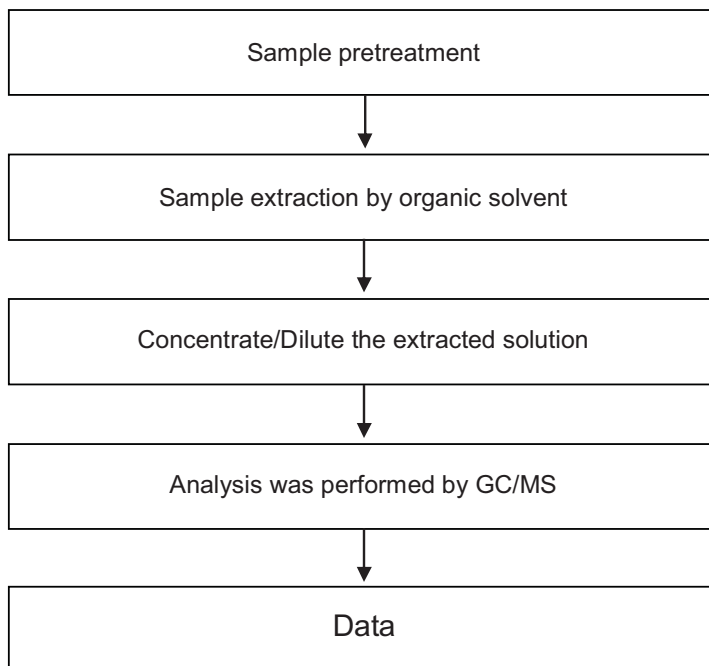 Sample pretreatment
Sample extraction by organic solvent
Concentrate/Dilute the extracted solution
Analysis was performed by GC/MS
Data